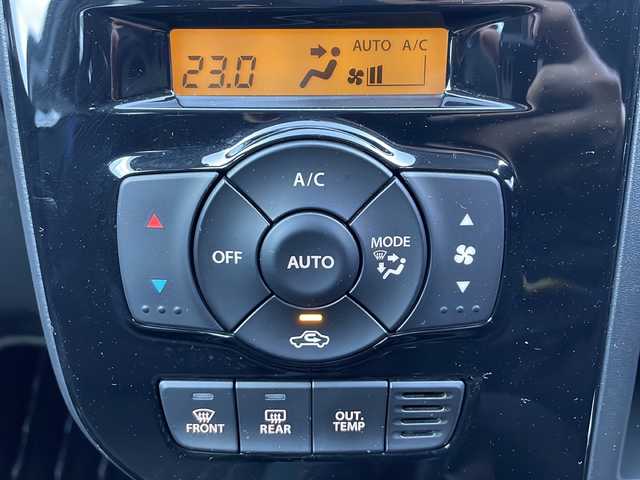 23.0 AUTO A/C
A/C
OFF
AUTO
MODE
FRONT
REAR
OUT.
TEMP